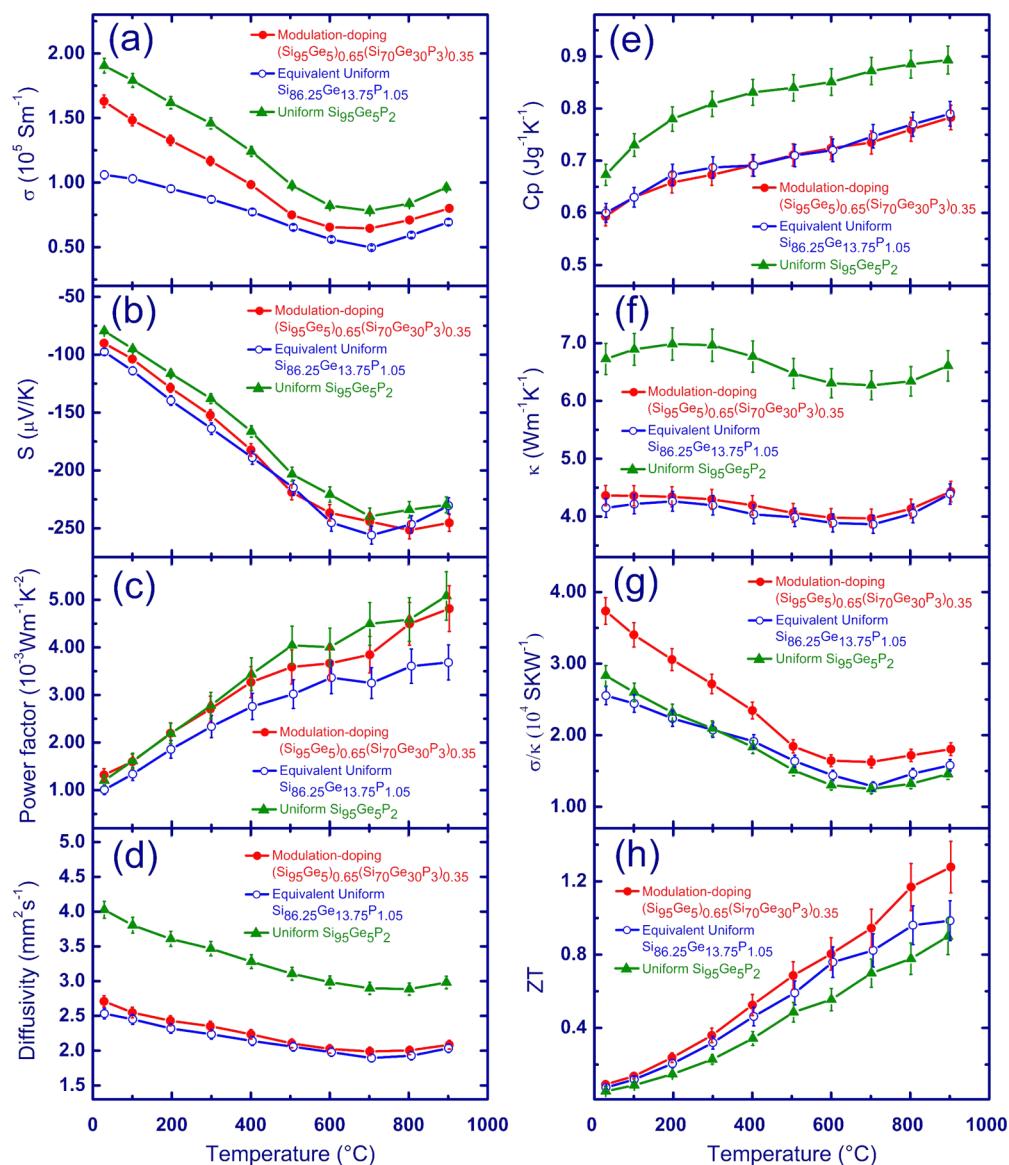 (a)
Modulation-doping
(Si95Ge5)0.65(Si70Ge30P3)0.35
Equivalent Uniform
Si86.25Ge13.75P1.05
Uniform Si95Ge5P2
σ (10⁵ Sm⁻¹)
2.00
1.50
1.00
0.50
(b)
Modulation-doping
(Si95Ge5)0.65(Si70Ge30P3)0.35
Equivalent Uniform
Si86.25Ge13.75P1.05
Uniform Si95Ge5P2
S (μV/K)
-50
-100
-150
-200
-250
(c)
Modulation-doping
(Si95Ge5)0.65(Si70Ge30P3)0.35
Equivalent Uniform
Si86.25Ge13.75P1.05
Uniform Si95Ge5P2
Power factor (10⁻³Wm⁻¹K⁻²)
5.00
4.00
3.00
2.00
1.00
(d)
Modulation-doping
(Si95Ge5)0.65(Si70Ge30P3)0.35
Equivalent Uniform
Si86.25Ge13.75P1.05
Uniform Si95Ge5P2
Diffusivity (mm²s⁻¹)
5.0
4.5
4.0
3.5
3.0
2.5
2.0
1.5
0 200 400 600 800 1000
Temperature (°C)
(e)
Modulation-doping
(Si95Ge5)0.65(Si70Ge30P3)0.35
Equivalent Uniform
Si86.25Ge13.75P1.05
Uniform Si95Ge5P2
Cp (Jg⁻¹K⁻¹)
0.9
0.8
0.7
0.6
0.5
(f)
Modulation-doping
(Si95Ge5)0.65(Si70Ge30P3)0.35
Equivalent Uniform
Si86.25Ge13.75P1.05
Uniform Si95Ge5P2
κ (Wm⁻¹K⁻¹)
7.0
6.0
5.0
4.0
(g)
Modulation-doping
(Si95Ge5)0.65(Si70Ge30P3)0.35
Equivalent Uniform
Si86.25Ge13.75P1.05
Uniform Si95Ge5P2
σ/κ (10⁴ SKW⁻¹)
4.00
3.00
2.00
1.00
(h)
Modulation-doping
(Si95Ge5)0.65(Si70Ge30P3)0.35
Equivalent Uniform
Si86.25Ge13.75P1.05
Uniform Si95Ge5P2
ZT
1.2
0.8
0.4
0 200 400 600 800 1000
Temperature (°C)